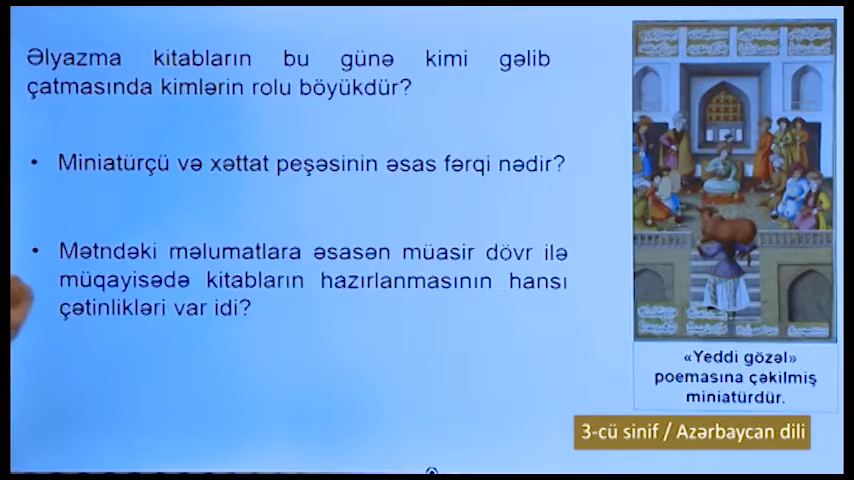 Əlyazma kitabların bu günə kimi gəlib
çatmasında kimlərin rolu böyükdür?
• Miniatürçü və xəttat peşəsinin əsas fərqi nədir?
• Mətndəki məlumatlara əsasən müasir dövr ilə
müqayisədə kitabların hazırlanmasının hansı
çətinlikləri var idi?
«Yeddi gözəl»
poemasına çəkilmiş
miniatürdür.
3-cü sinif / Azərbaycan dili